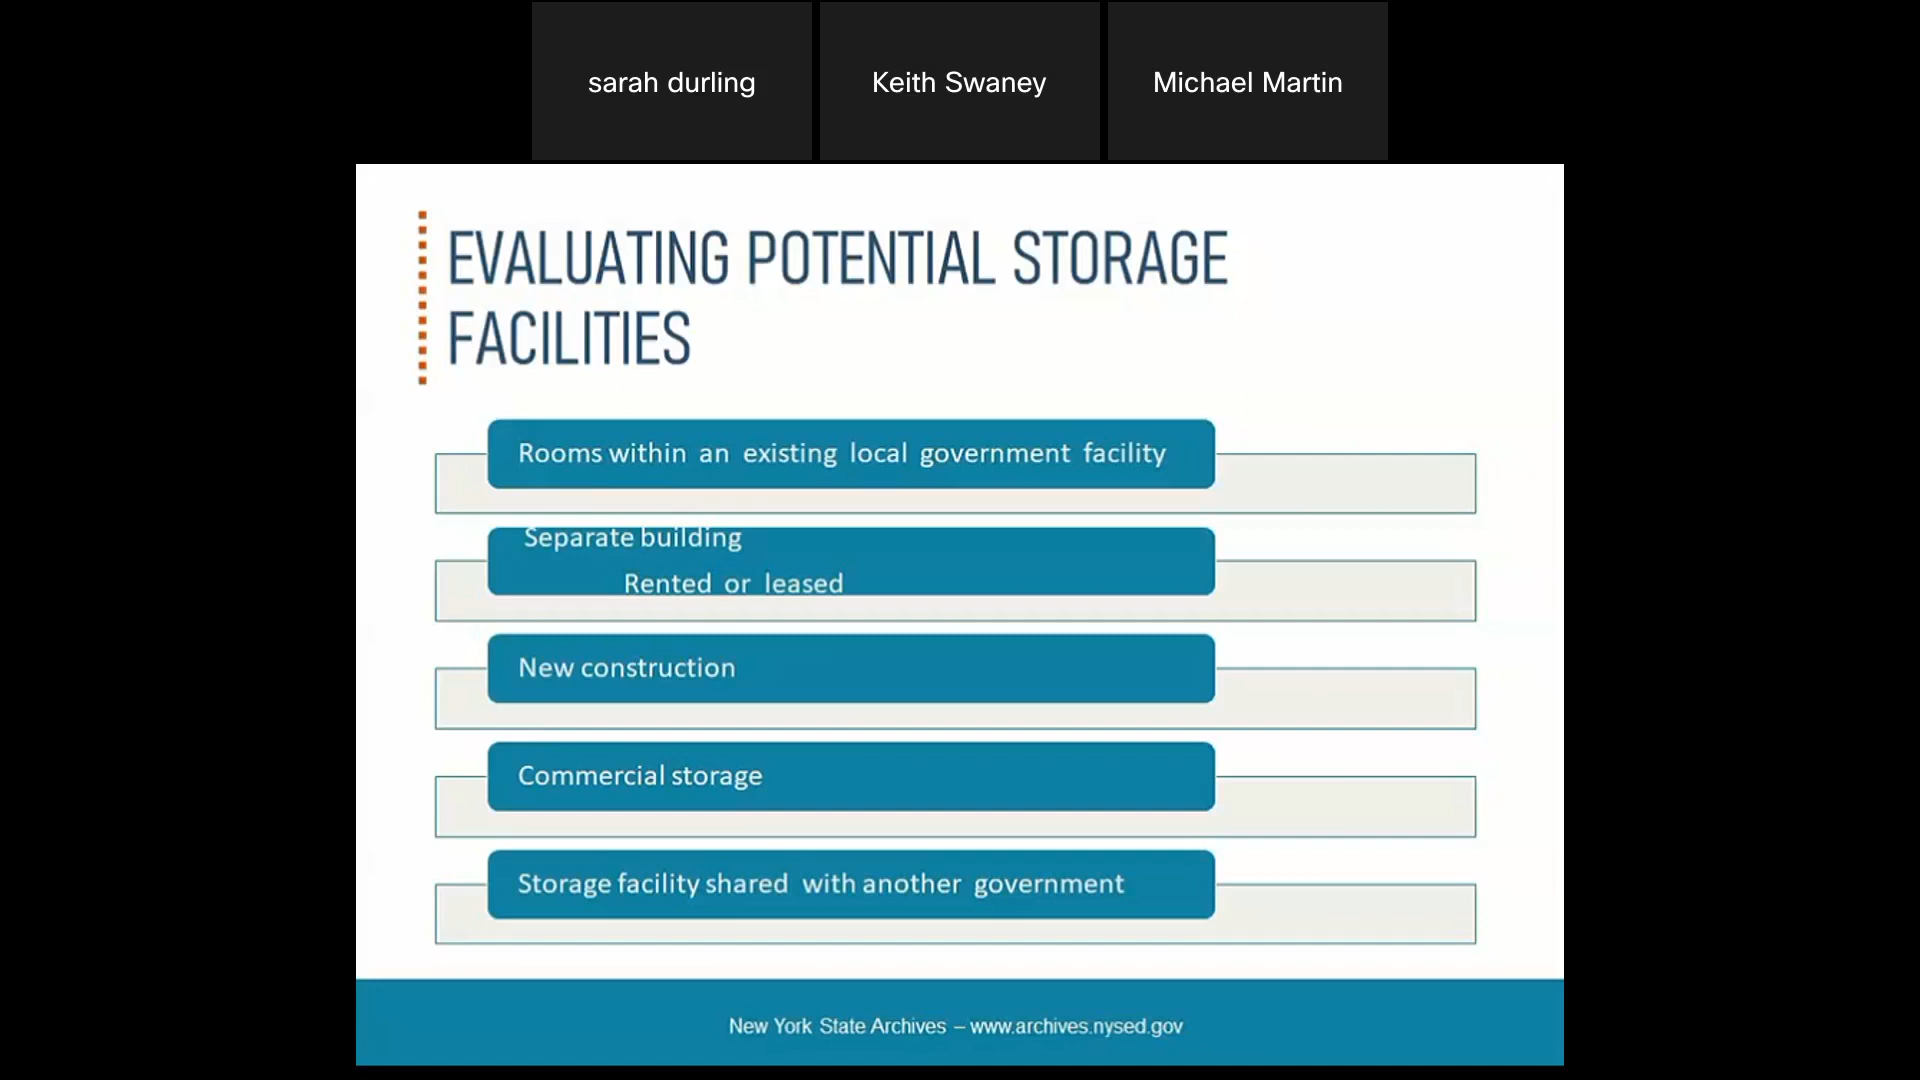 sarah durling
Keith Swaney
Michael Martin
EVALUATING POTENTIAL STORAGE
FACILITIES
Rooms within an existing local government facility
Separate building
Rented or leased
New construction
Commercial storage
Storage facility shared with another government
New York State Archives – www.archives.nysed.gov